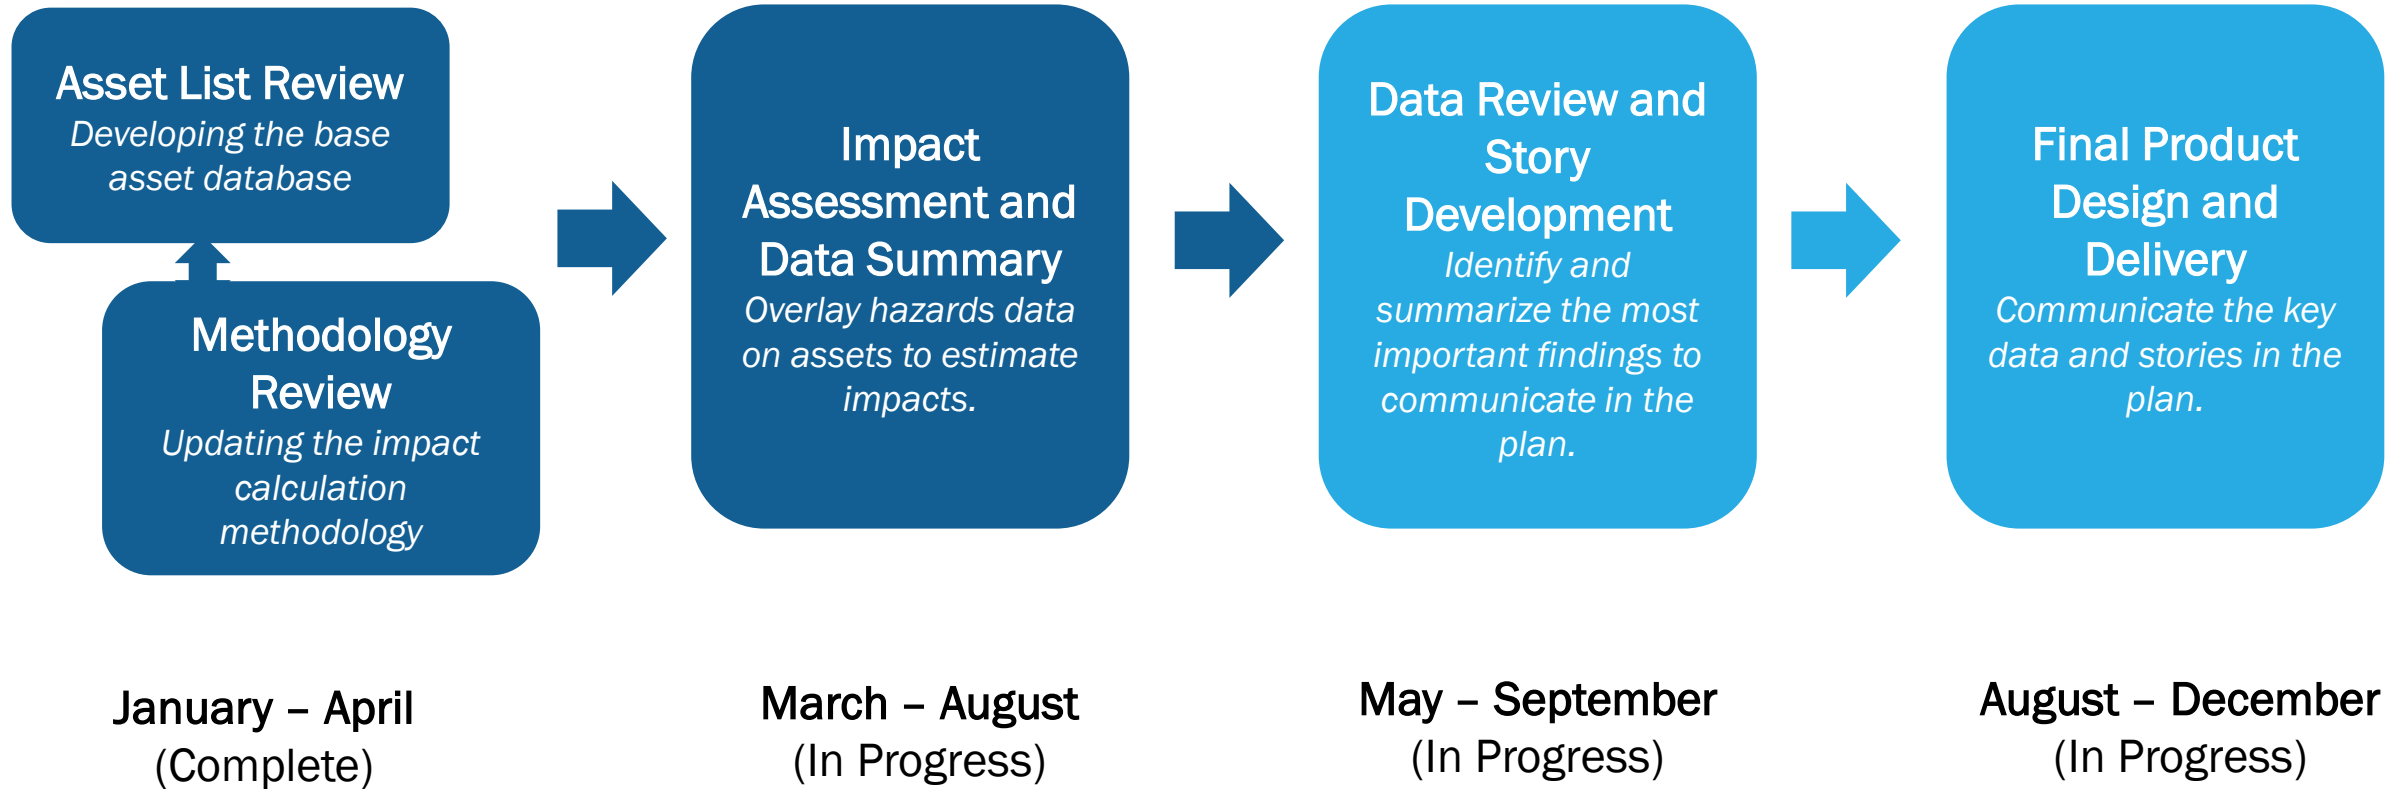 Asset List Review
Developing the base
asset database
Methodology
Review
Updating the impact
calculation
methodology
January – April
(Complete)
Impact
Assessment and
Data Summary
Overlay hazards data
on assets to estimate
impacts.
March – August
(In Progress)
Data Review and
Story
Development
Identify and
summarize the most
important findings to
communicate in the
plan.
May – September
(In Progress)
Final Product
Design and
Delivery
Communicate the key
data and stories in the
plan.
August – December
(In Progress)